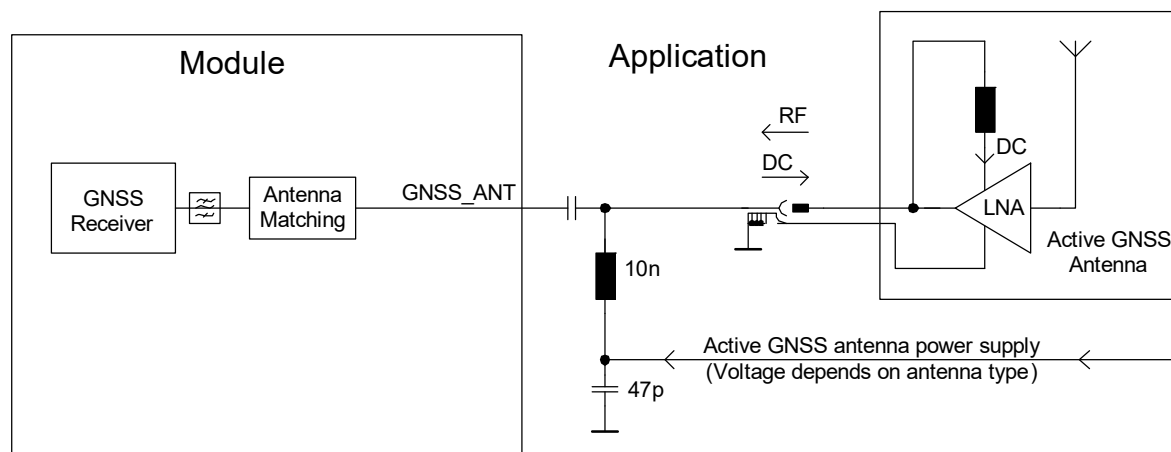 Module
Application
RF
DC
DC
GNSS
Receiver
Antenna
Matching
GNSS_ANT
LNA
Active GNSS
Antenna
10n
Active GNSS antenna power supply
(Voltage depends on antenna type)
47p